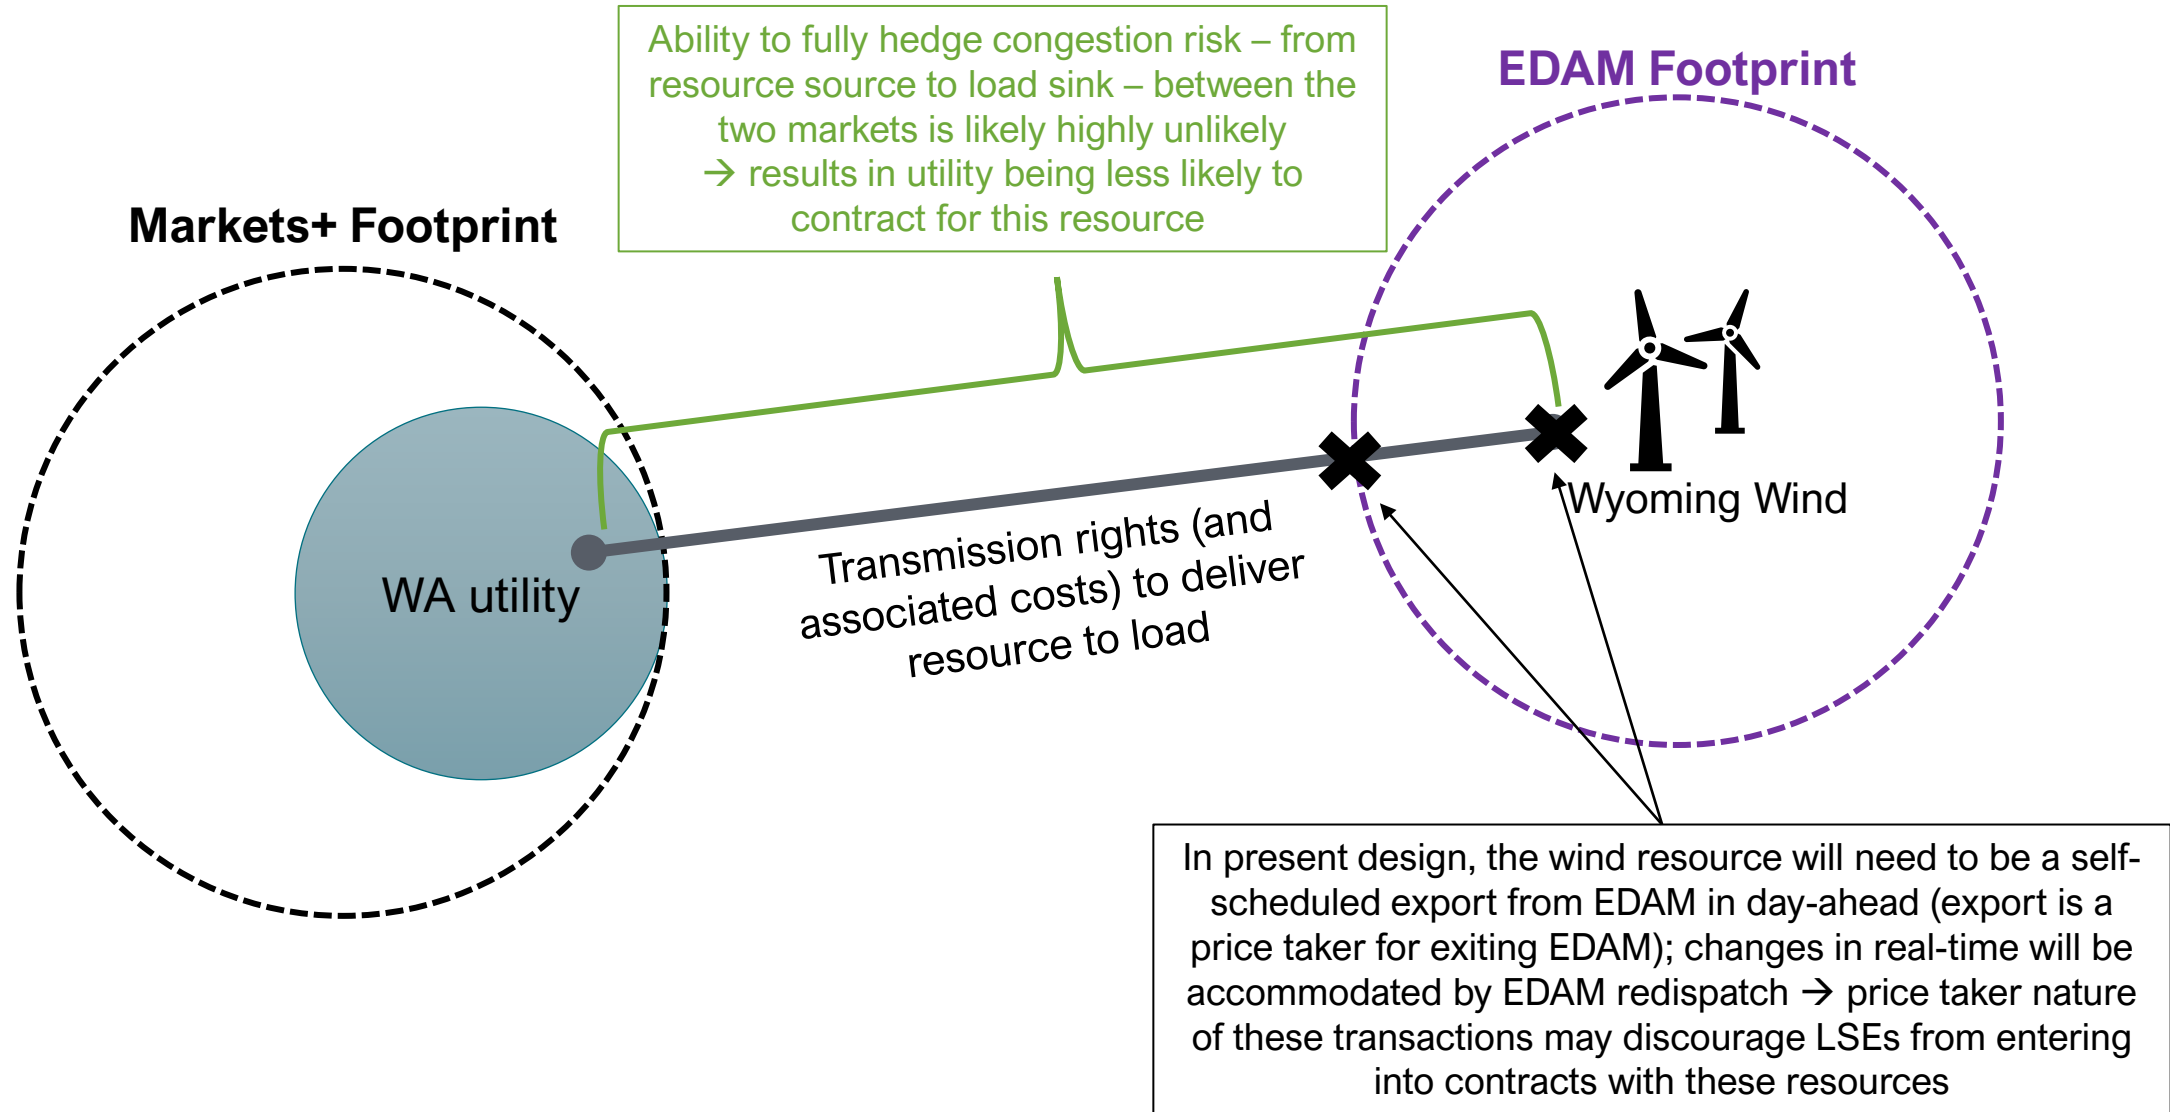 Ability to fully hedge congestion risk – from
resource source to load sink – between the
two markets is likely highly unlikely
→ results in utility being less likely to
contract for this resource
EDAM Footprint
Markets+ Footprint
Wyoming Wind
WA utility
Transmission rights (and
associated costs) to deliver
resource to load
In present design, the wind resource will need to be a self-
scheduled export from EDAM in day-ahead (export is a
price taker for exiting EDAM); changes in real-time will be
accommodated by EDAM redispatch → price taker nature
of these transactions may discourage LSEs from entering
into contracts with these resources